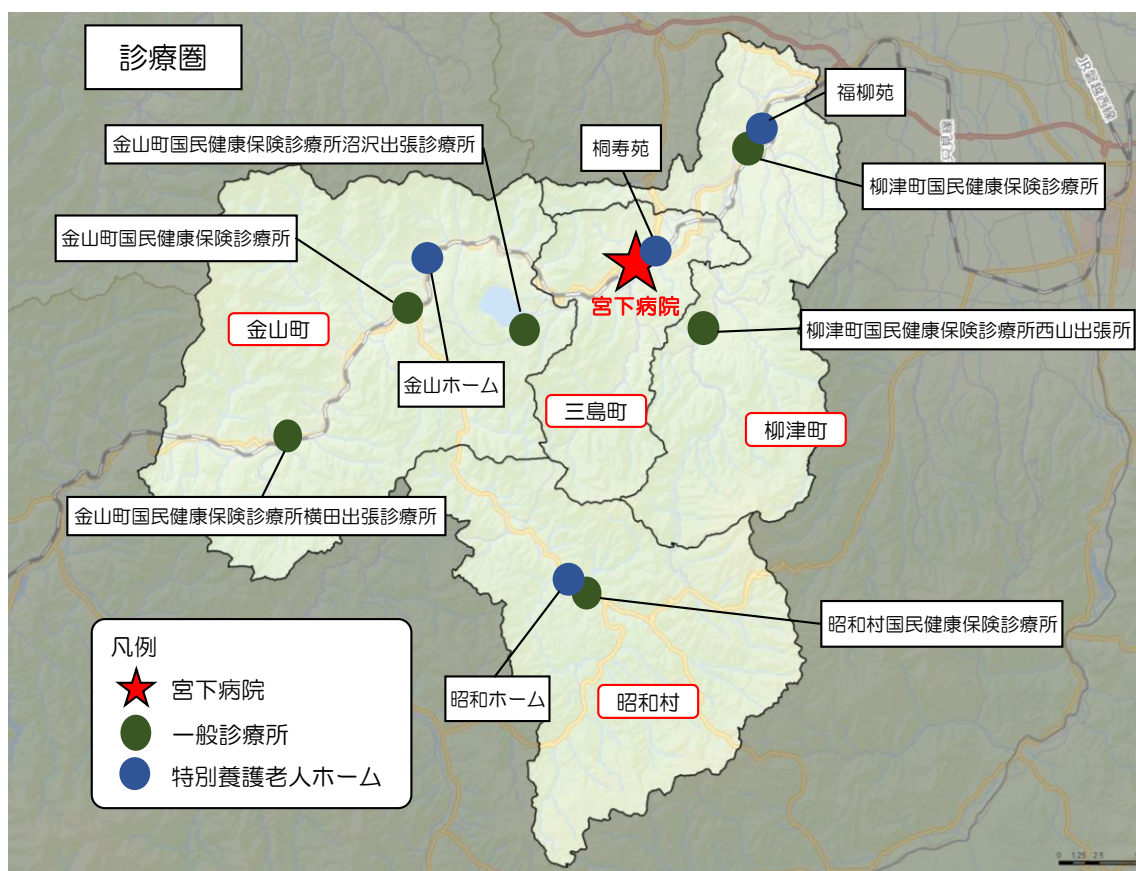 診療圏
福柳苑
金山町国民健康保険診療所沼沢出張診療所
桐寿苑
柳津町国民健康保険診療所
金山町国民健康保険診療所
宮下病院
金山町
柳津町国民健康保険診療所西山出張所
金山ホーム
三島町
柳津町
金山町国民健康保険診療所横田出張診療所
昭和村国民健康保険診療所
昭和ホーム
昭和村
凡例
宮下病院
一般診療所
特別養護老人ホーム
0 1.25 2.5